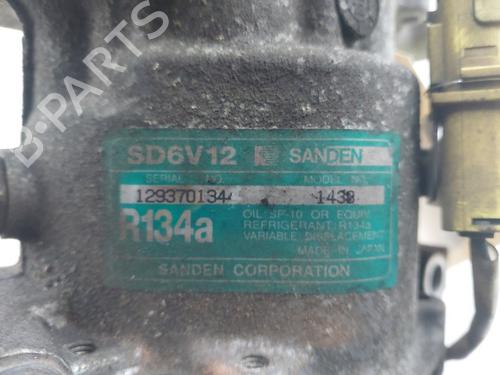 B-PARTS
SD6V12 SANDEN
SERIAL NO. MODEL NO.
1293701344 1438
R134a
OIL: SP-10 OR EQUIV.
REFRIGERANT: R134a
VARIABLE DISPLACEMENT
MADE IN JAPAN
SANDEN CORPORATION